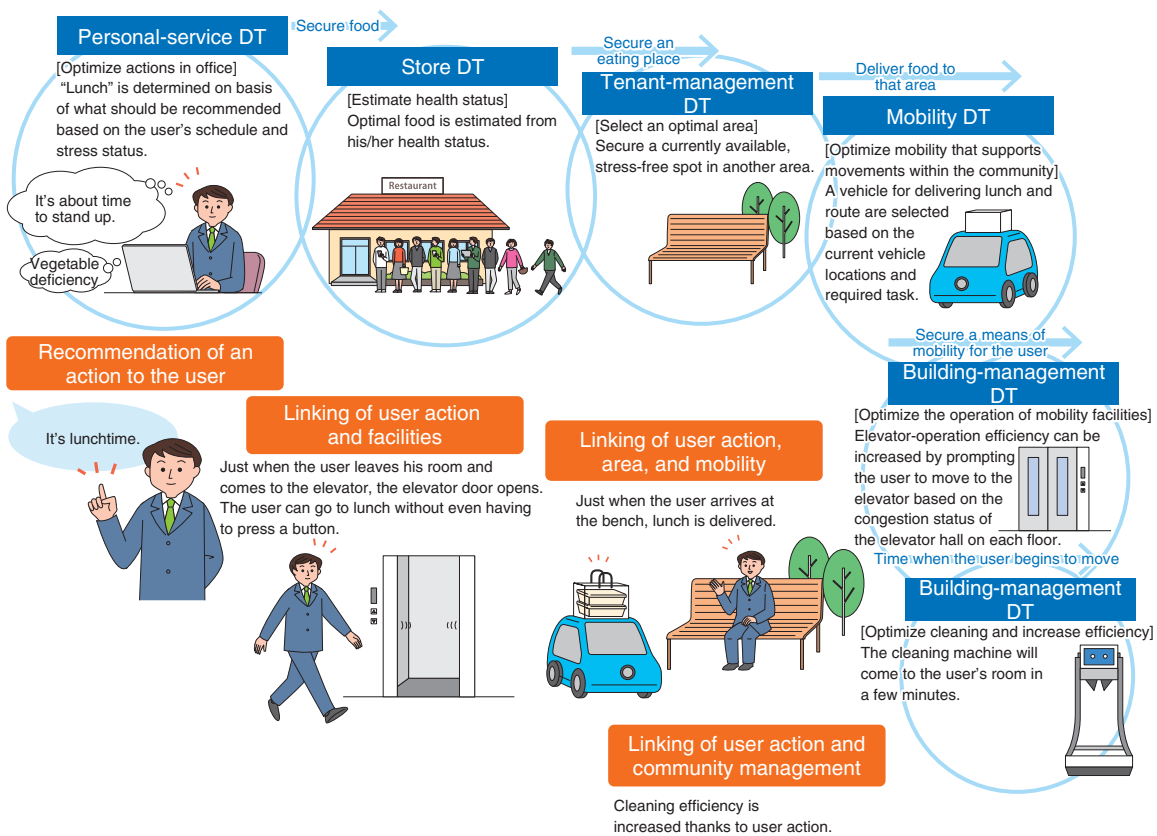 Personal-service DT
Secure food
[Optimize actions in office]
“Lunch” is determined on basis
of what should be recommended
based on the user’s schedule and
stress status.
It’s about time
to stand up.
Vegetable
deficiency
Store DT
[Estimate health status]
Optimal food is estimated from
his/her health status.
Restaurant
Secure an
eating place
Tenant-management
DT
[Select an optimal area]
Secure a currently available,
stress-free spot in another area.
Deliver food to
that area
Mobility DT
[Optimize mobility that supports
movements within the community]
A vehicle for delivering lunch and
route are selected
based on the
current vehicle
locations and
required task.
Secure a means of
mobility for the user
Building-management
DT
[Optimize the operation of mobility facilities]
Elevator-operation efficiency can be
increased by prompting
the user to move to the
elevator based on the
congestion status of
the elevator hall on each floor.
Time when the user begins to move
Building-management
DT
[Optimize cleaning and increase efficiency]
The cleaning machine will
come to the user’s room in
a few minutes.
Recommendation of an
action to the user
It’s lunchtime.
Linking of user action
and facilities
Just when the user leaves his room and
comes to the elevator, the elevator door opens.
The user can go to lunch without even having
to press a button.
Linking of user action,
area, and mobility
Just when the user arrives at
the bench, lunch is delivered.
Linking of user action and
community management
Cleaning efficiency is
increased thanks to user action.